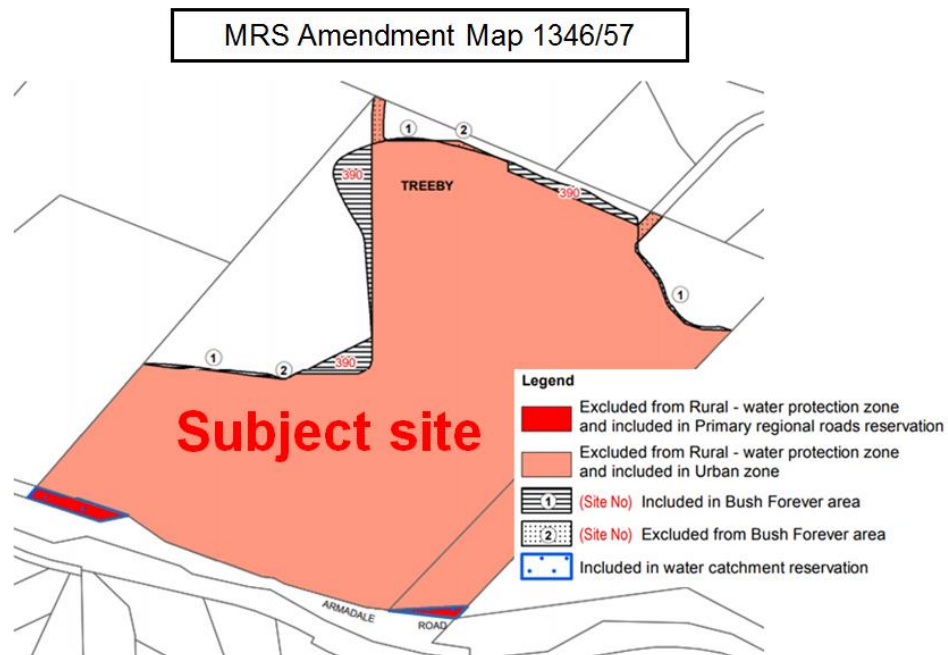 MRS Amendment Map 1346/57
1
2
390
TREEBY
390
1
1
2
390
Subject site
ARMADALE
ROAD
Legend
Excluded from Rural - water protection zone
and included in Primary regional roads reservation
Excluded from Rural - water protection zone
and included in Urban zone
1 (Site No) Included in Bush Forever area
2 (Site No) Excluded from Bush Forever area
Included in water catchment reservation